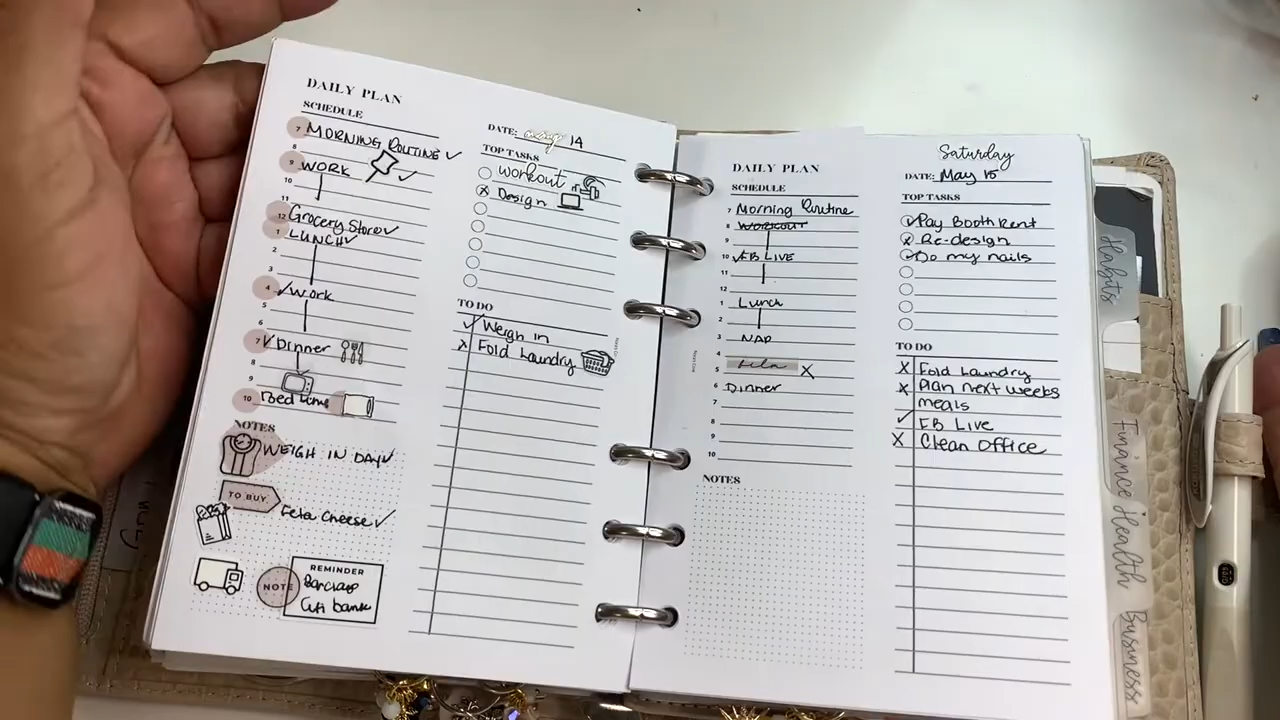 DAILY PLAN
SCHEDULE
7 MORNING ROUTINE ✓
8
9 WORK ✓
10
11
12 Grocery Store ✓
1 LUNCH ✓
2
3
4 ✓ Work
5
6
7 ✓ Dinner
8
9
10 Bed time
NOTES
WEIGH IN DAY ✓
TO BUY
Feta Cheese ✓
REMINDER
NOTE Barclays
Citi bank
DATE: may 14
TOP TASKS
workout
x Design
TO DO
✓ Weigh in
x Fold Laundry
DAILY PLAN
SCHEDULE
7 Morning Routine
8 WORKOUT
9
10 ✓ FB LIVE
11
12
1 Lunch
2
3 NAP
4
5 X
6 Dinner
7
8
9
10
NOTES
Saturday
DATE: May 15
TOP TASKS
✓ Pay Booth Rent
x Re-design
Do my nails
TO DO
X Fold Laundry
X Plan next weeks
meals
✓ FB Live
X Clean Office
Habits
Finance
Health
Business